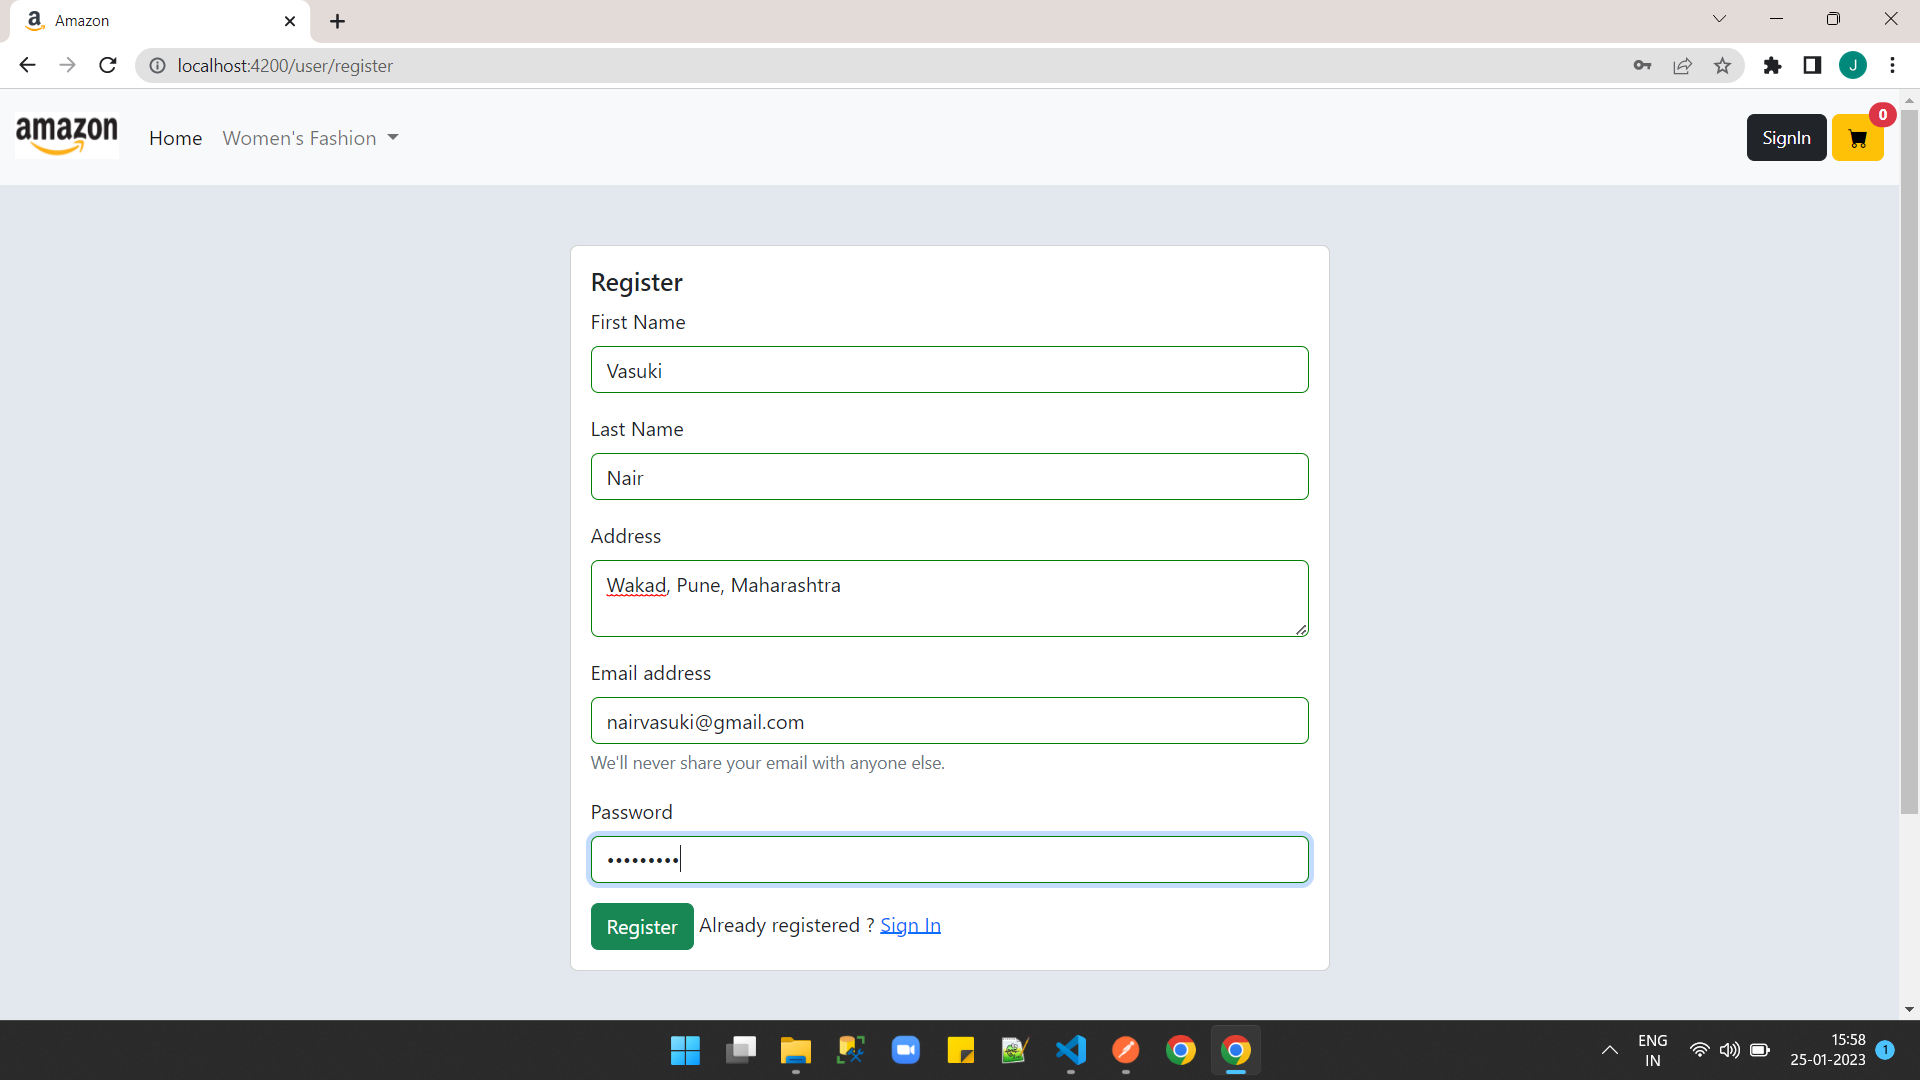 Amazon
localhost:4200/user/register
J
amazon
Home
Women's Fashion
SignIn
0
Register
First Name
Vasuki
Last Name
Nair
Address
Wakad, Pune, Maharashtra
Email address
nairvasuki@gmail.com
We'll never share your email with anyone else.
Password
•••••••••
Register Already registered ? Sign In
ENG
IN
15:58
25-01-2023
1